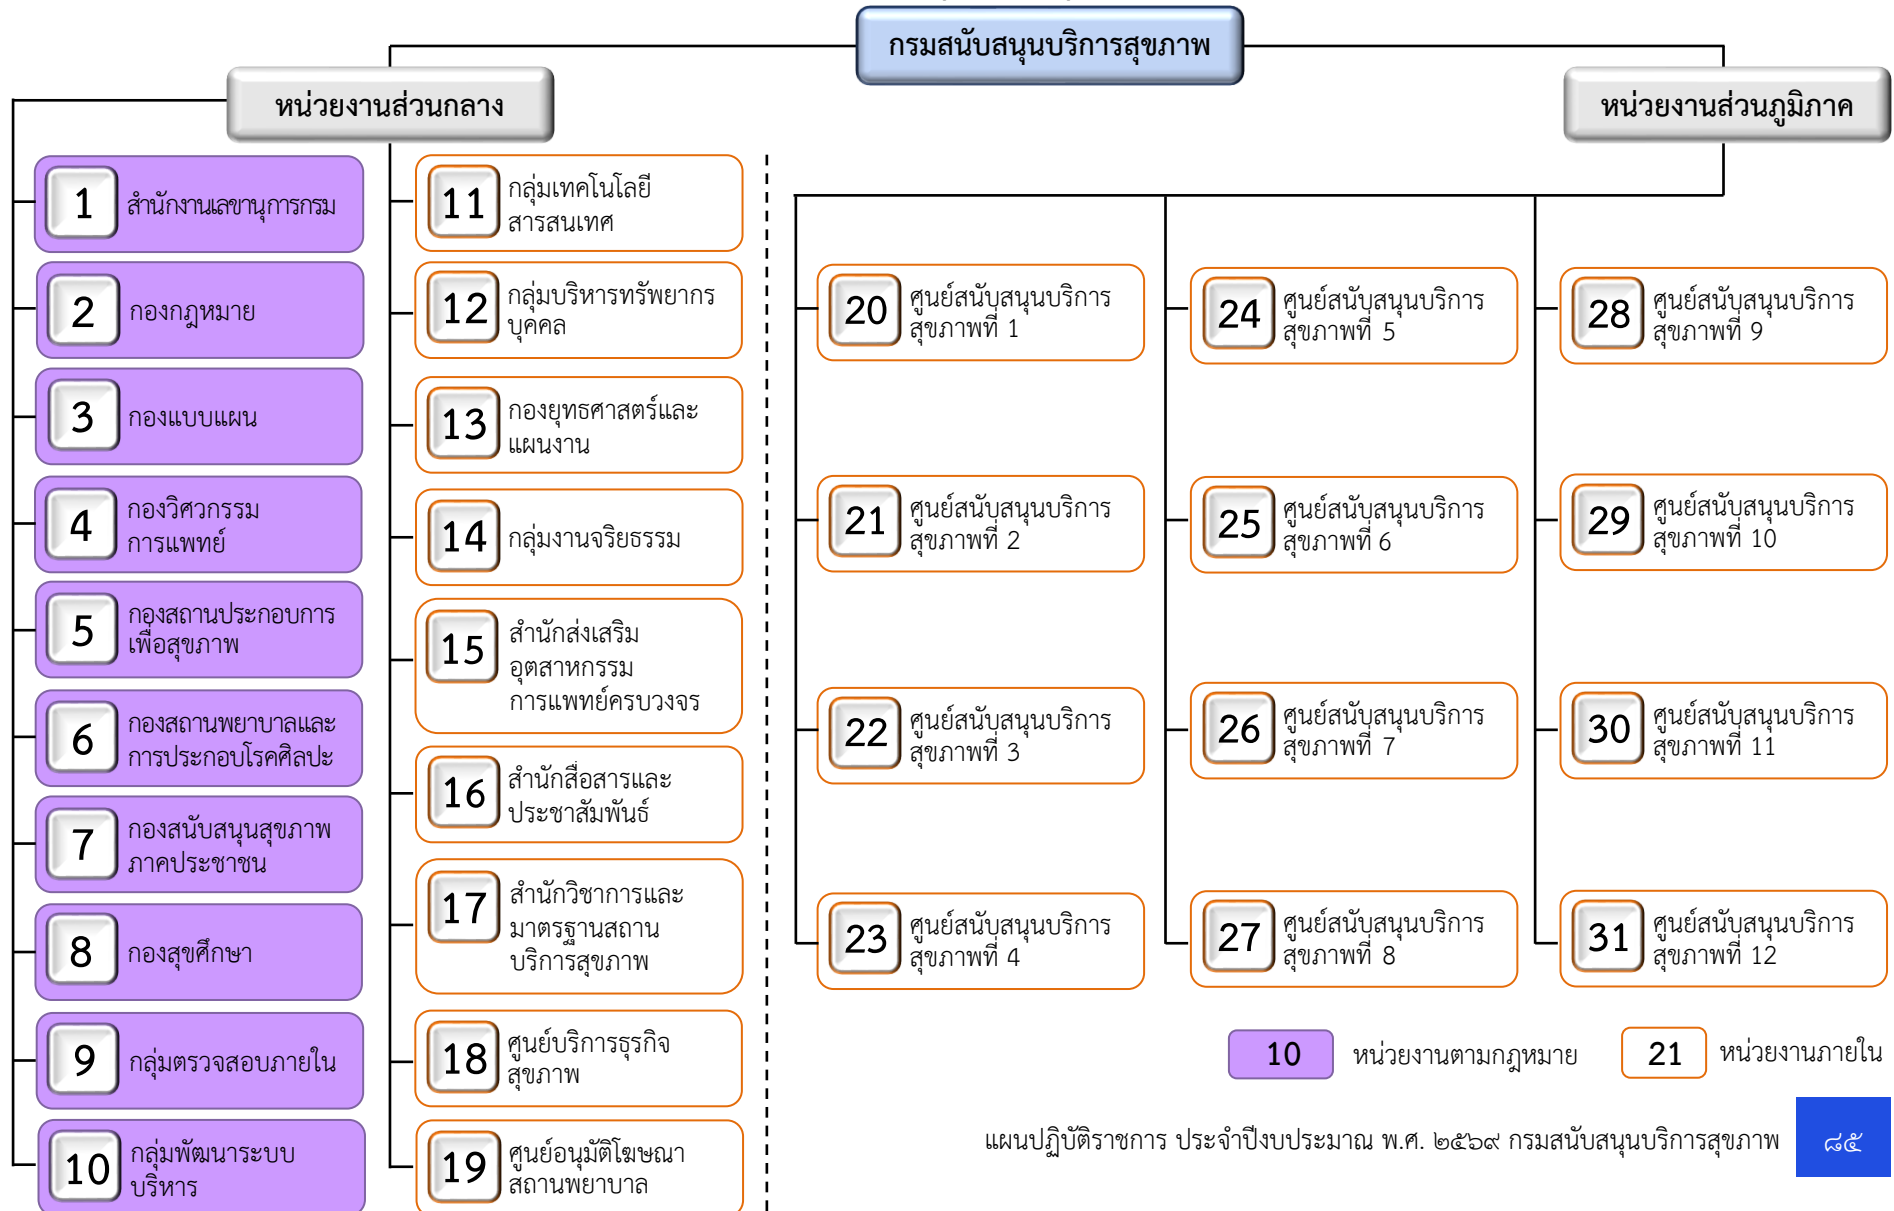 กรมสนับสนุนบริการสุขภาพ
หน่วยงานส่วนกลาง
หน่วยงานส่วนภูมิภาค
1
สำนักงานเลขานุการกรม
2
กองกฎหมาย
3
กองแบบแผน
4
กองวิศวกรรม
การแพทย์
5
กองสถานประกอบการ
เพื่อสุขภาพ
6
กองสถานพยาบาลและ
การประกอบโรคศิลปะ
7
กองสนับสนุนสุขภาพ
ภาคประชาชน
8
กองสุขศึกษา
9
กลุ่มตรวจสอบภายใน
10
กลุ่มพัฒนาระบบ
บริหาร
11
กลุ่มเทคโนโลยี
สารสนเทศ
12
กลุ่มบริหารทรัพยากร
บุคคล
13
กองยุทธศาสตร์และ
แผนงาน
14
กลุ่มงานจริยธรรม
15
สำนักส่งเสริม
อุตสาหกรรม
การแพทย์ครบวงจร
16
สำนักสื่อสารและ
ประชาสัมพันธ์
17
สำนักวิชาการและ
มาตรฐานสถาน
บริการสุขภาพ
18
ศูนย์บริการธุรกิจ
สุขภาพ
19
ศูนย์อนุมัติโฆษณา
สถานพยาบาล
20
ศูนย์สนับสนุนบริการ
สุขภาพที่ 1
21
ศูนย์สนับสนุนบริการ
สุขภาพที่ 2
22
ศูนย์สนับสนุนบริการ
สุขภาพที่ 3
23
ศูนย์สนับสนุนบริการ
สุขภาพที่ 4
24
ศูนย์สนับสนุนบริการ
สุขภาพที่ 5
25
ศูนย์สนับสนุนบริการ
สุขภาพที่ 6
26
ศูนย์สนับสนุนบริการ
สุขภาพที่ 7
27
ศูนย์สนับสนุนบริการ
สุขภาพที่ 8
28
ศูนย์สนับสนุนบริการ
สุขภาพที่ 9
29
ศูนย์สนับสนุนบริการ
สุขภาพที่ 10
30
ศูนย์สนับสนุนบริการ
สุขภาพที่ 11
31
ศูนย์สนับสนุนบริการ
สุขภาพที่ 12
10 หน่วยงานตามกฎหมาย
21 หน่วยงานภายใน
แผนปฏิบัติราชการ ประจำปีงบประมาณ พ.ศ. ๒๕๖๙ กรมสนับสนุนบริการสุขภาพ
๘๕